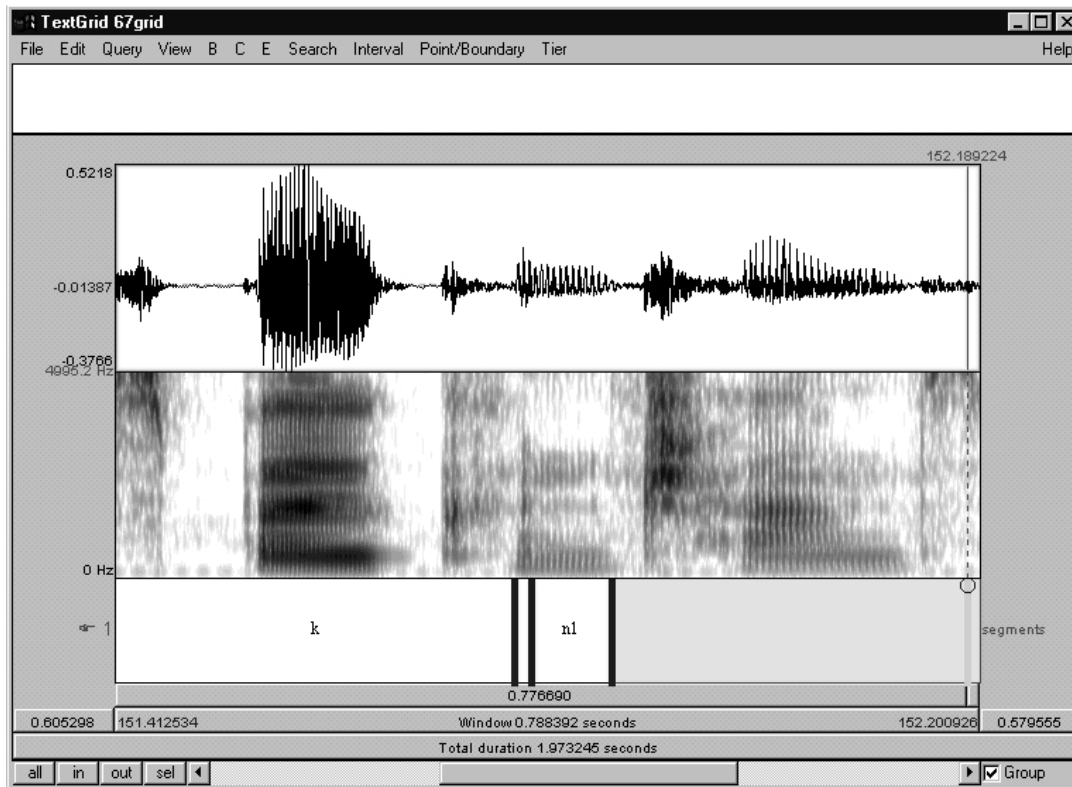 TextGrid 67grid
File Edit Query View B C E Search Interval Point/Boundary Tier Help
152.189224
0.5218
-0.01387
-0.3766
4995.2 Hz
0 Hz
1 k nl segments
0.776690
0.605298 151.412534 Window 0.788392 seconds 152.200926 0.579555
Total duration 1.973245 seconds
all in out sel Group